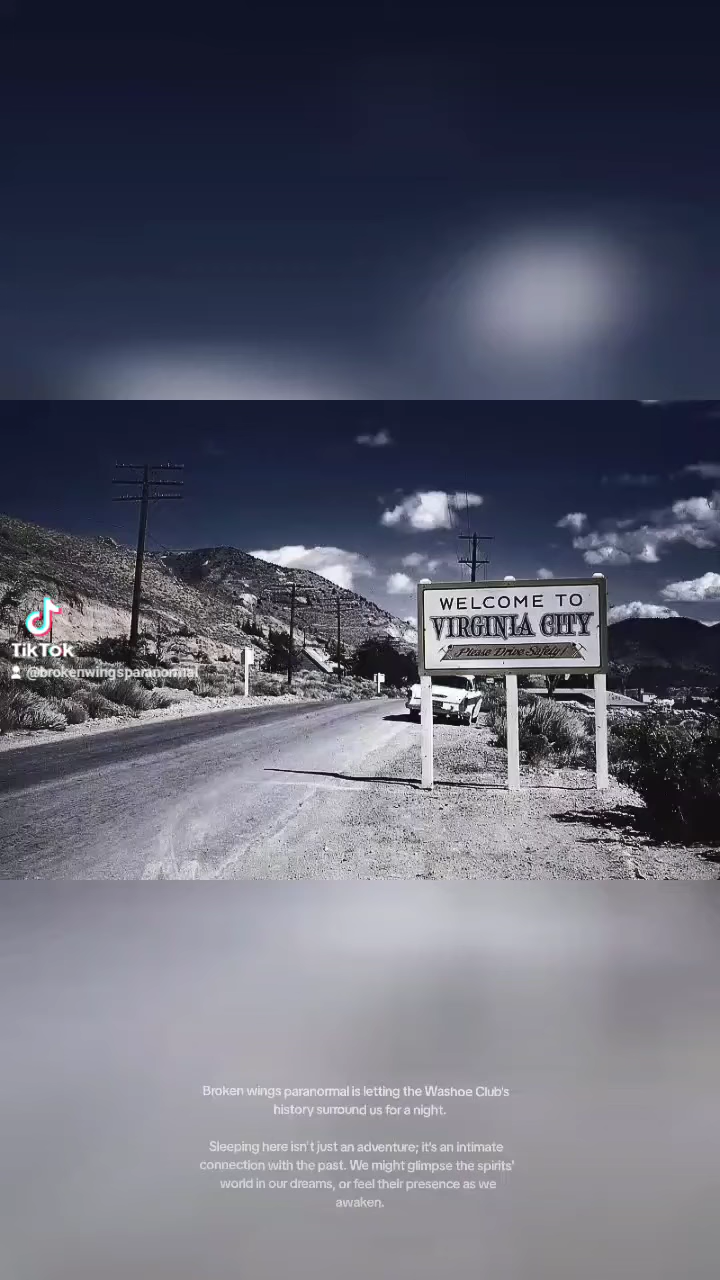 WELCOME TO
VIRGINIA CITY
Please Drive Safely!
TikTok
@brokenwingsparanormal
Broken wings paranormal is letting the Washoe Club's
history surround us for a night.
Sleeping here isn't just an adventure; it's an intimate
connection with the past. We might glimpse the spirits'
world in our dreams, or feel their presence as we
awaken.